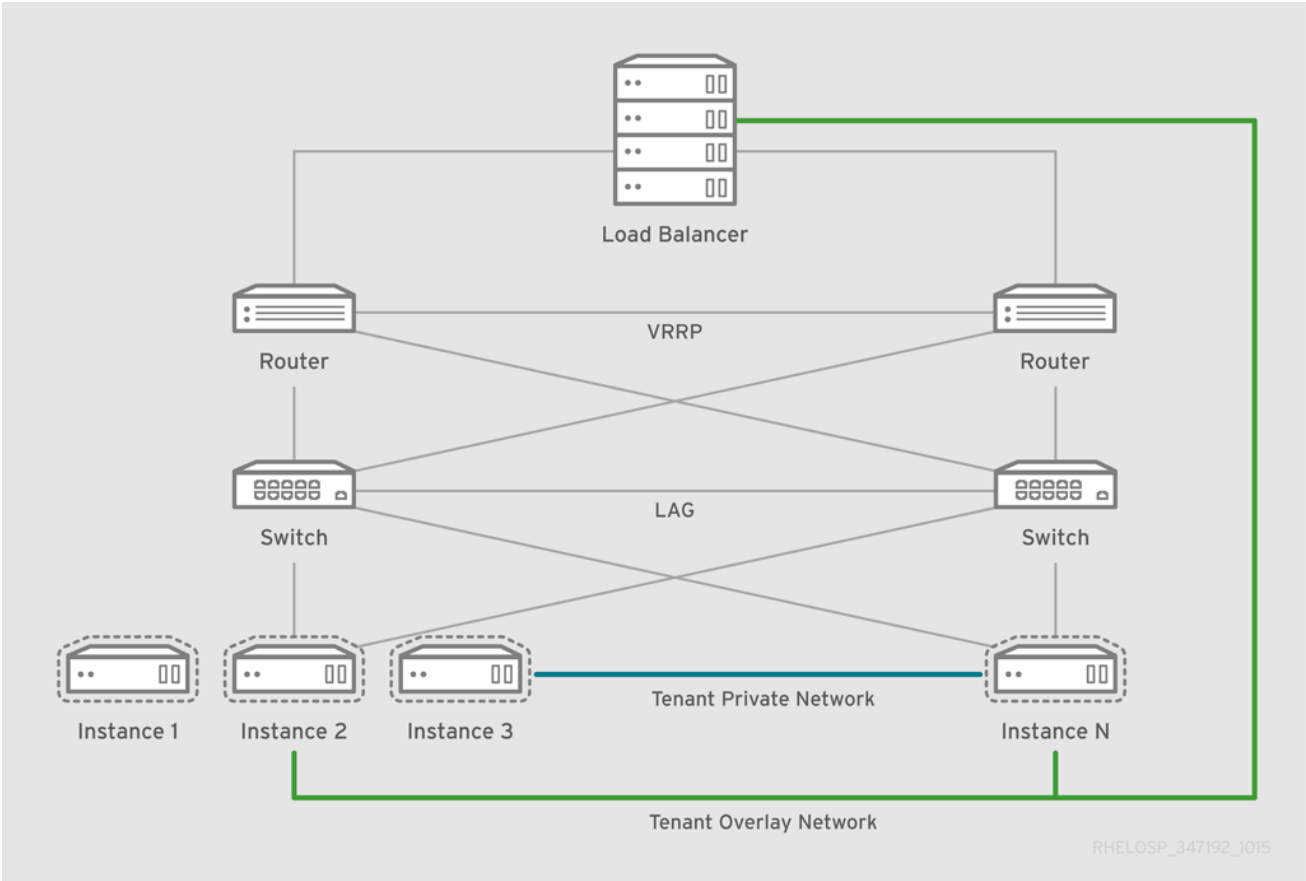 Load Balancer
VRRP
Router
Router
LAG
Switch
Switch
Tenant Private Network
Instance 1
Instance 2
Instance 3
Instance N
Tenant Overlay Network
RHELOSP_347192_1015